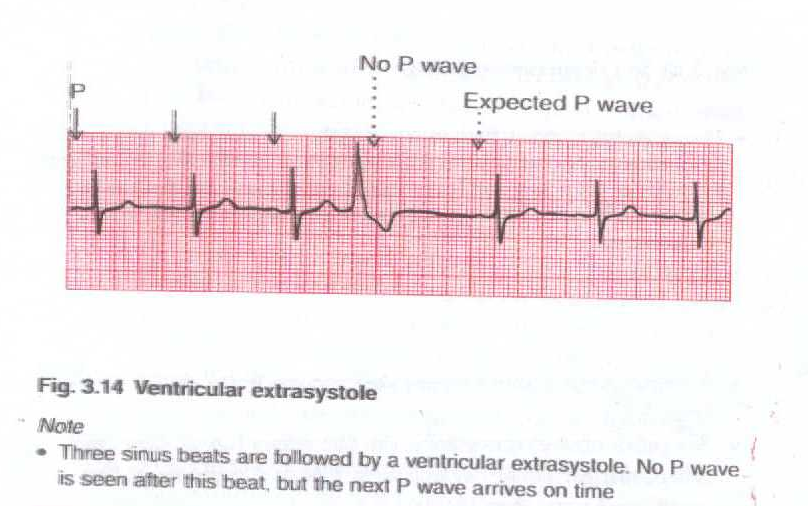 No P wave
P
Expected P wave
Fig. 3.14 Ventricular extrasystole
Note
• Three sinus beats are followed by a ventricular extrasystole. No P wave
is seen after this beat, but the next P wave arrives on time